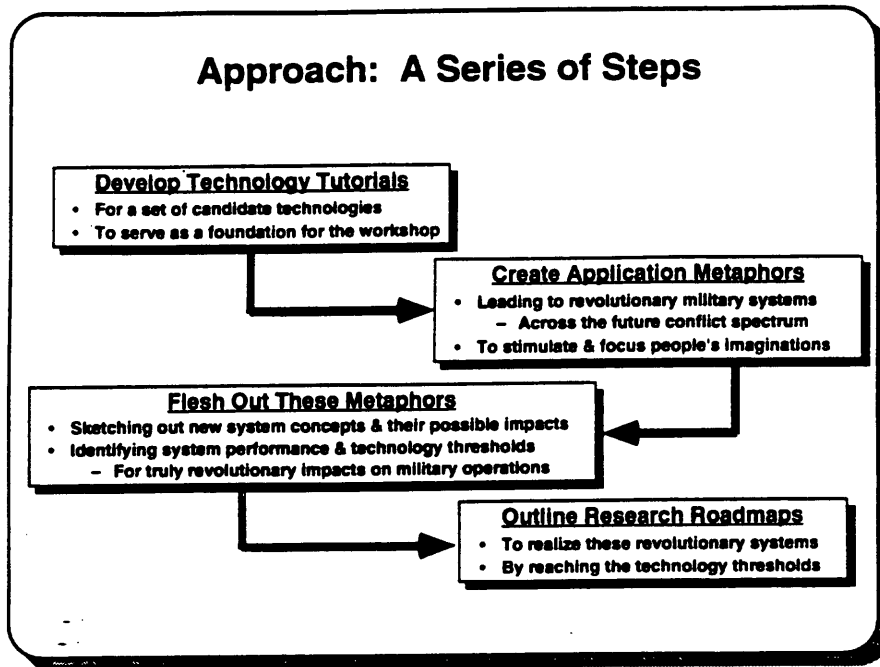 Approach: A Series of Steps
Develop Technology Tutorials
• For a set of candidate technologies
• To serve as a foundation for the workshop
Create Application Metaphors
• Leading to revolutionary military systems
– Across the future conflict spectrum
• To stimulate & focus people's imaginations
Flesh Out These Metaphors
• Sketching out new system concepts & their possible impacts
• Identifying system performance & technology thresholds
– For truly revolutionary impacts on military operations
Outline Research Roadmaps
• To realize these revolutionary systems
• By reaching the technology thresholds